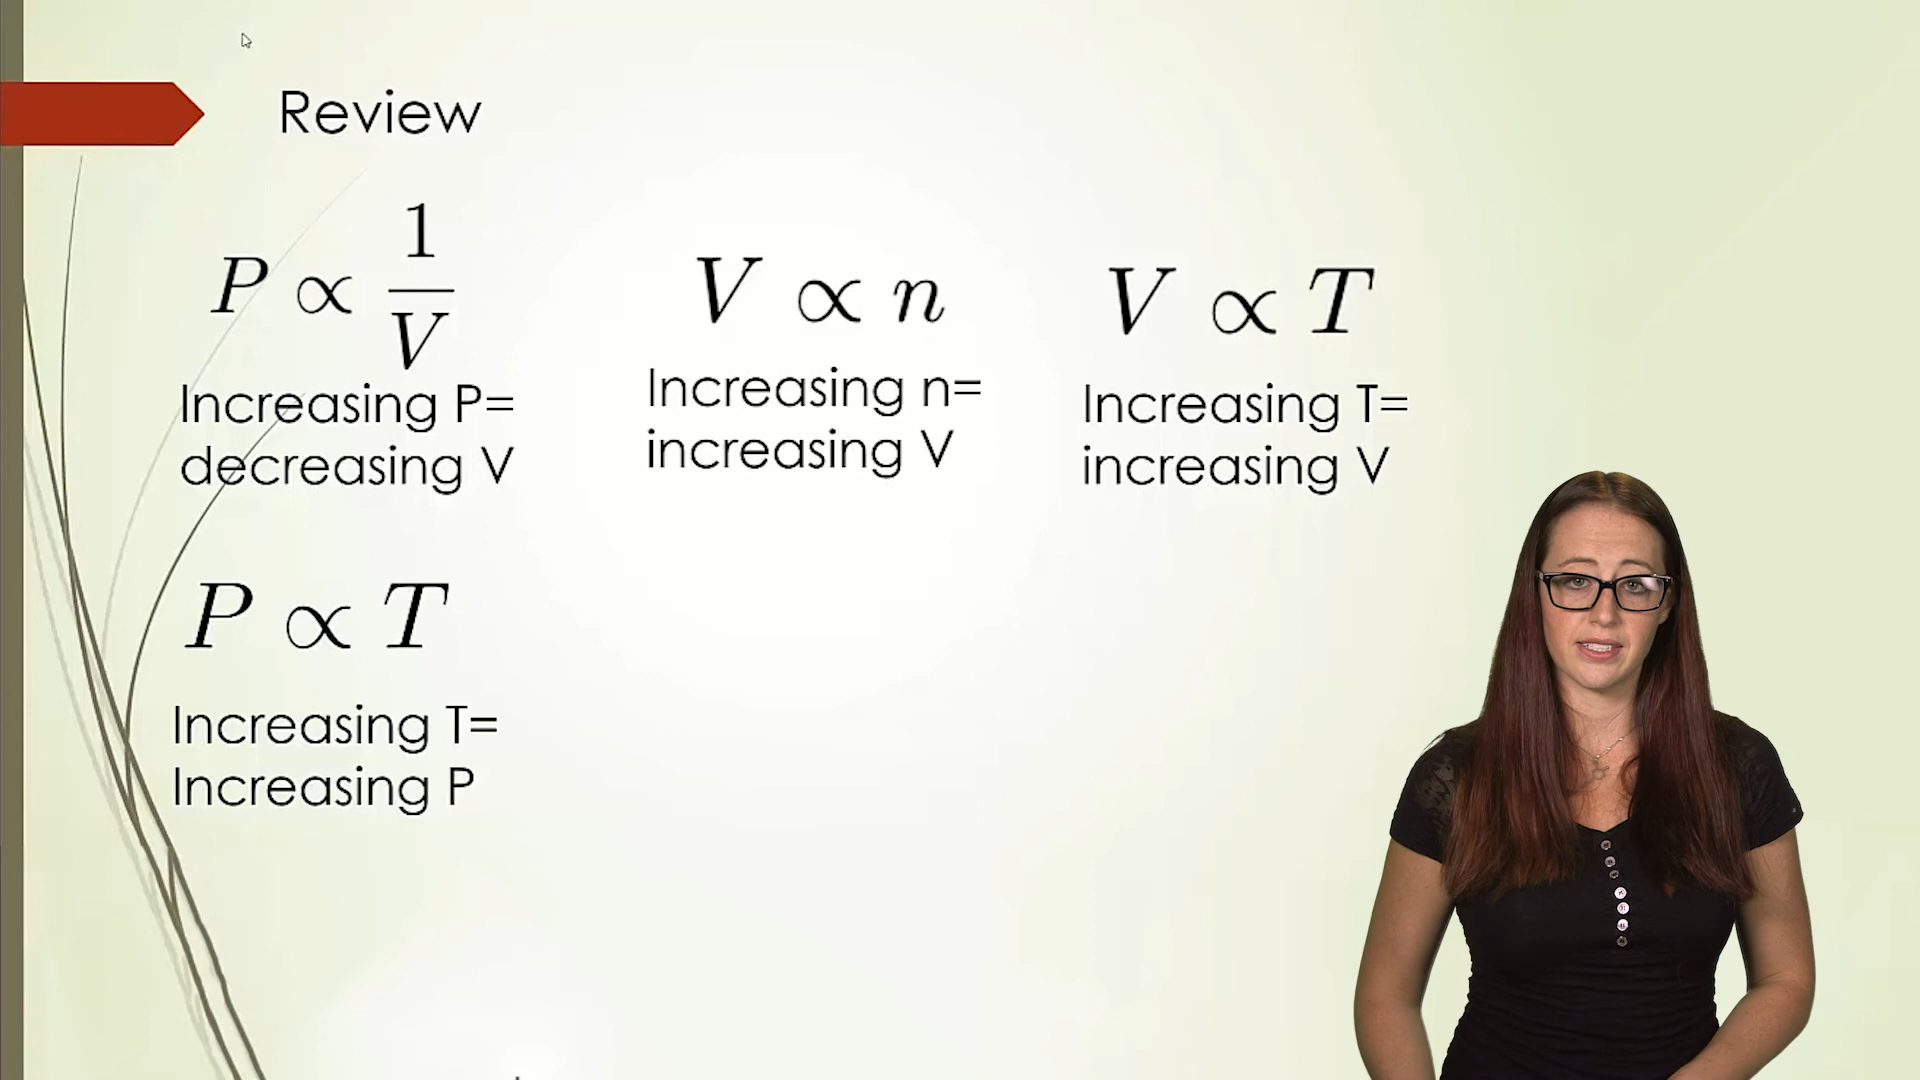 Review
P ∝ 1/V
Increasing P=
decreasing V
V ∝ n
Increasing n=
increasing V
V ∝ T
Increasing T=
increasing V
P ∝ T
Increasing T=
Increasing P